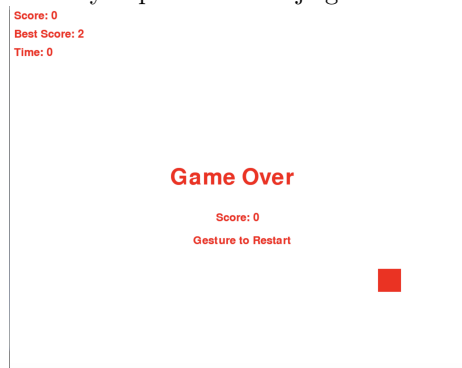 Score: 0
Best Score: 2
Time: 0
Game Over
Score: 0
Gesture to Restart